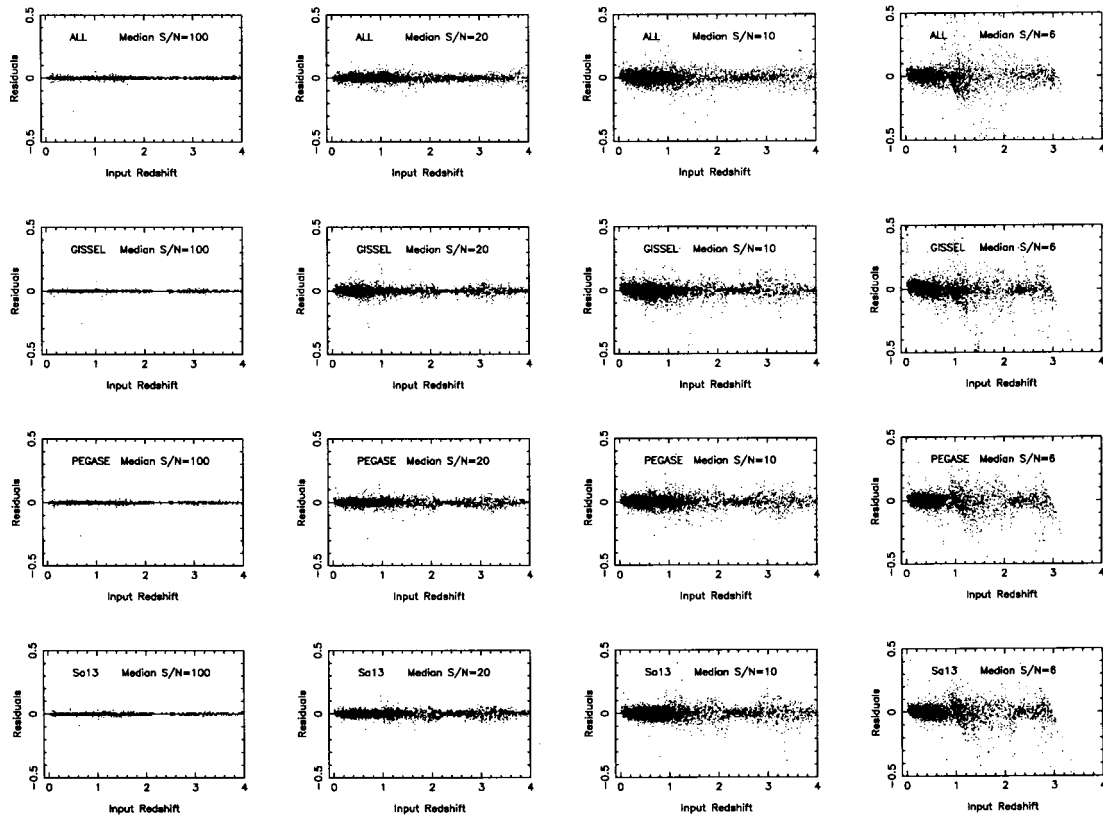 ALL Median S/N=100
Residuals
0.5
0
-0.5
0 1 2 3 4
Input Redshift
ALL Median S/N=20
Residuals
0.5
0
-0.5
0 1 2 3 4
Input Redshift
ALL Median S/N=10
Residuals
0.5
0
-0.5
0 1 2 3 4
Input Redshift
ALL Median S/N=6
Residuals
0.5
0
-0.5
0 1 2 3 4
Input Redshift
GISSEL Median S/N=100
Residuals
0.5
0
-0.5
0 1 2 3 4
Input Redshift
GISSEL Median S/N=20
Residuals
0.5
0
-0.5
0 1 2 3 4
Input Redshift
GISSEL Median S/N=10
Residuals
0.5
0
-0.5
0 1 2 3 4
Input Redshift
GISSEL Median S/N=6
Residuals
0.5
0
-0.5
0 1 2 3 4
Input Redshift
PEGASE Median S/N=100
Residuals
0.5
0
-0.5
0 1 2 3 4
Input Redshift
PEGASE Median S/N=20
Residuals
0.5
0
-0.5
0 1 2 3 4
Input Redshift
PEGASE Median S/N=10
Residuals
0.5
0
-0.5
0 1 2 3 4
Input Redshift
PEGASE Median S/N=6
Residuals
0.5
0
-0.5
0 1 2 3 4
Input Redshift
Sa13 Median S/N=100
Residuals
0.5
0
-0.5
0 1 2 3 4
Input Redshift
Sa13 Median S/N=20
Residuals
0.5
0
-0.5
0 1 2 3 4
Input Redshift
Sa13 Median S/N=10
Residuals
0.5
0
-0.5
0 1 2 3 4
Input Redshift
Sa13 Median S/N=6
Residuals
0.5
0
-0.5
0 1 2 3 4
Input Redshift